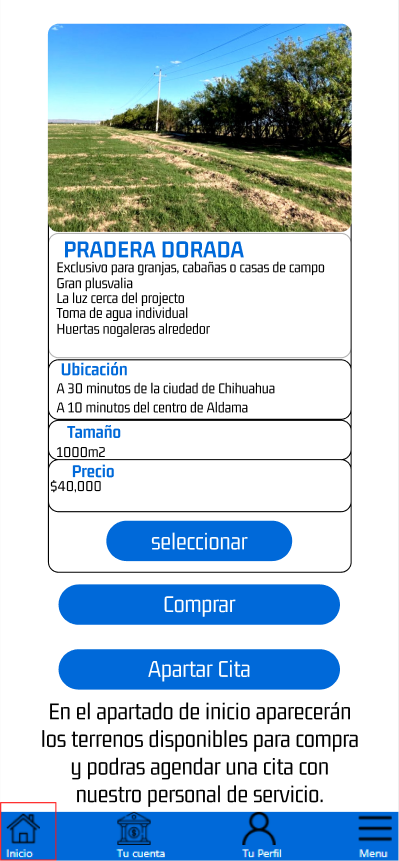 PRADERA DORADA
Exclusivo para granjas, cabañas o casas de campo
Gran plusvalia
La luz cerca del projecto
Toma de agua individual
Huertas nogaleras alrededor
Ubicación
A 30 minutos de la ciudad de Chihuahua
A 10 minutos del centro de Aldama
Tamaño
1000m2
Precio
$40,000
seleccionar
Comprar
Apartar Cita
En el apartado de inicio aparecerán
los terrenos disponibles para compra
y podras agendar una cita con
nuestro personal de servicio.
Inicio Tu cuenta Tu Perfil Menu